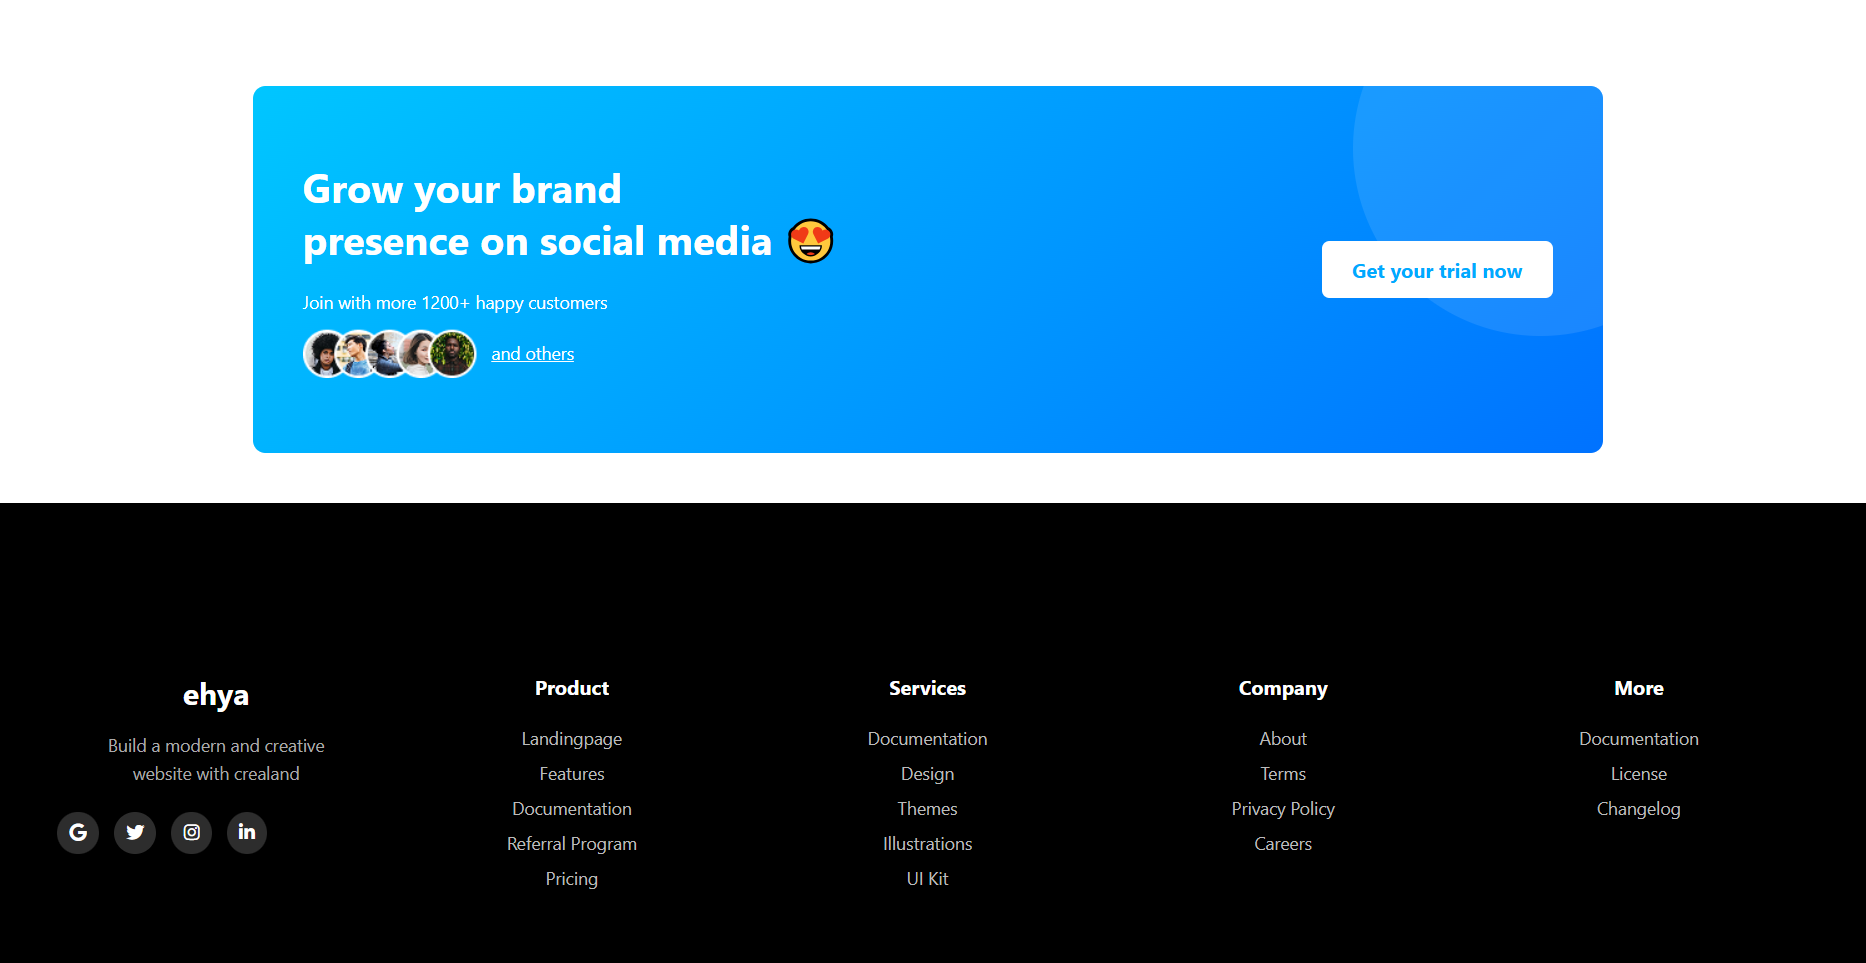 Grow your brand
presence on social media
Join with more 1200+ happy customers
and others
Get your trial now
ehya
Build a modern and creative
website with crealand
Product
Landingpage
Features
Documentation
Referral Program
Pricing
Services
Documentation
Design
Themes
Illustrations
UI Kit
Company
About
Terms
Privacy Policy
Careers
More
Documentation
License
Changelog